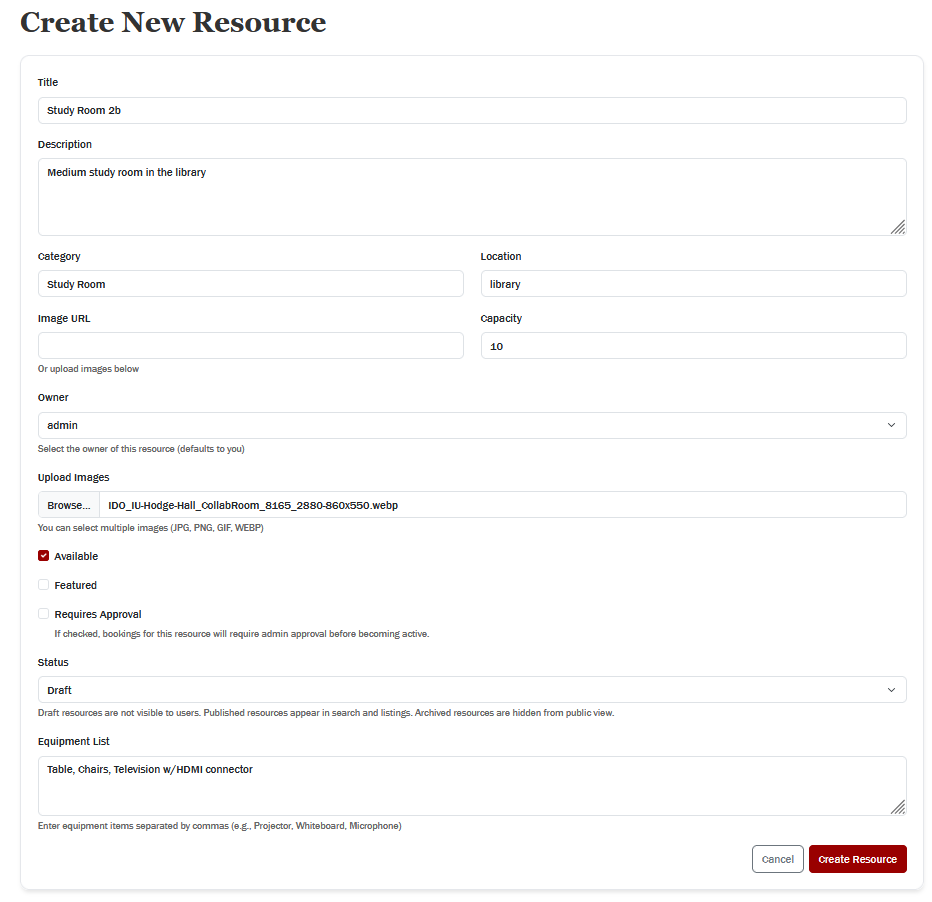 Create New Resource
Title
Study Room 2b
Description
Medium study room in the library
Category
Location
Study Room
library
Image URL
Capacity
10
Or upload images below
Owner
admin
Select the owner of this resource (defaults to you)
Upload Images
Browse... IDO_IU-Hodge-Hall_CollabRoom_8165_2880-860x550.webp
You can select multiple images (JPG, PNG, GIF, WEBP)
Available
Featured
Requires Approval
If checked, bookings for this resource will require admin approval before becoming active.
Status
Draft
Draft resources are not visible to users. Published resources appear in search and listings. Archived resources are hidden from public view.
Equipment List
Table, Chairs, Television w/HDMI connector
Enter equipment items separated by commas (e.g., Projector, Whiteboard, Microphone)
Cancel
Create Resource